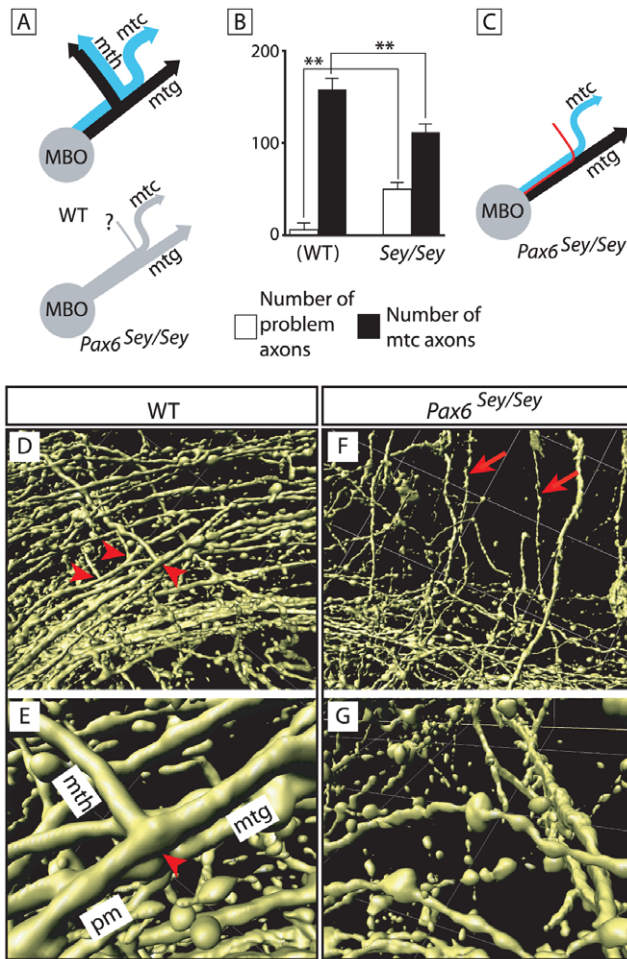 A
mth
mtc
mtg
MBO
WT
?
mtc
mtg
MBO
Pax6 Sey/Sey
B
200
100
0
**
**
(WT)
Sey/Sey
Number of
problem
axons
Number of
mtc axons
C
mtc
mtg
MBO
Pax6 Sey/Sey
WT
Pax6 Sey/Sey
D
F
E
mth
mtg
pm
G